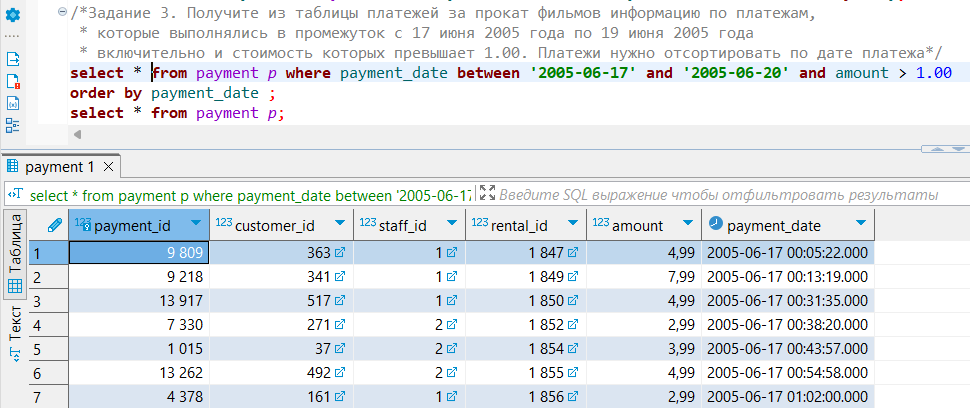 /*Задание 3. Получите из таблицы платежей за прокат фильмов информацию по платежам,
* которые выполнялись в промежуток с 17 июня 2005 года по 19 июня 2005 года
* включительно и стоимость которых превышает 1.00. Платежи нужно отсортировать по дате платежа*/
select * from payment p where payment_date between '2005-06-17' and '2005-06-20' and amount > 1.00
order by payment_date ;
select * from payment p;
payment 1
select * from payment p where payment_date between '2005-06-17 Введите SQL выражение чтобы отфильтровать результаты
Таблица
Текст
123 payment_id 123 customer_id 123 staff_id 123 rental_id 123 amount payment_date
1 9 809 363 1 1 847 4,99 2005-06-17 00:05:22.000
2 9 218 341 1 1 849 7,99 2005-06-17 00:13:19.000
3 13 917 517 1 1 850 4,99 2005-06-17 00:31:35.000
4 7 330 271 2 1 852 2,99 2005-06-17 00:38:20.000
5 1 015 37 2 1 854 3,99 2005-06-17 00:43:57.000
6 13 262 492 2 1 855 4,99 2005-06-17 00:54:58.000
7 4 378 161 1 1 856 2,99 2005-06-17 01:02:00.000